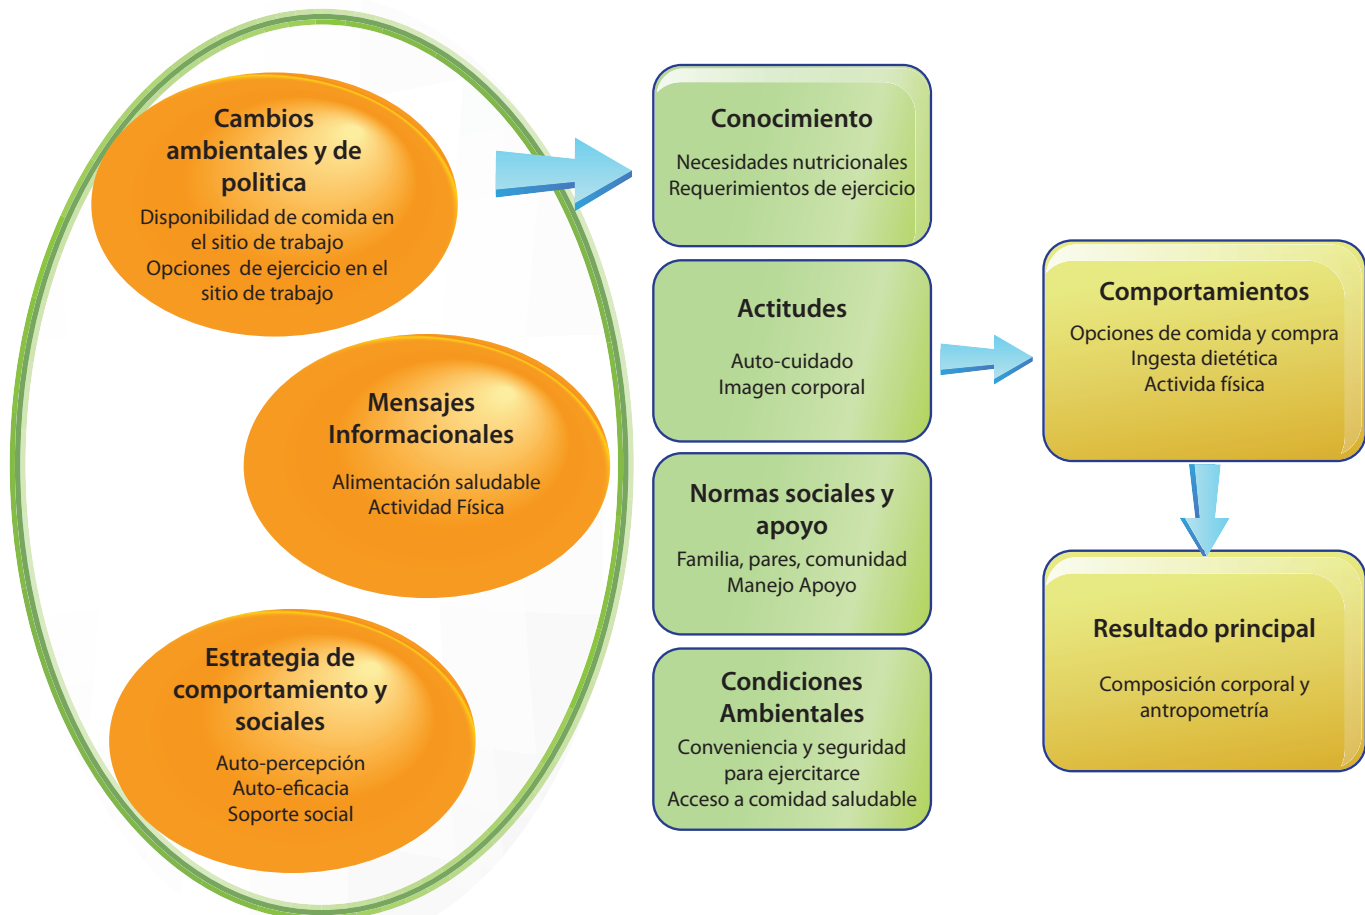 Cambios
ambientales y de
politica
Disponibilidad de comida en
el sitio de trabajo
Opciones de ejercicio en el
sitio de trabajo
Mensajes
Informacionales
Alimentación saludable
Actividad Física
Estrategia de
comportamiento y
sociales
Auto-percepción
Auto-eficacia
Soporte social
Conocimiento
Necesidades nutricionales
Requerimientos de ejercicio
Actitudes
Auto-cuidado
Imagen corporal
Normas sociales y
apoyo
Familia, pares, comunidad
Manejo Apoyo
Condiciones
Ambientales
Conveniencia y seguridad
para ejercitarce
Acceso a comidad saludable
Comportamientos
Opciones de comida y compra
Ingesta dietética
Activida física
Resultado principal
Composición corporal y
antropometría